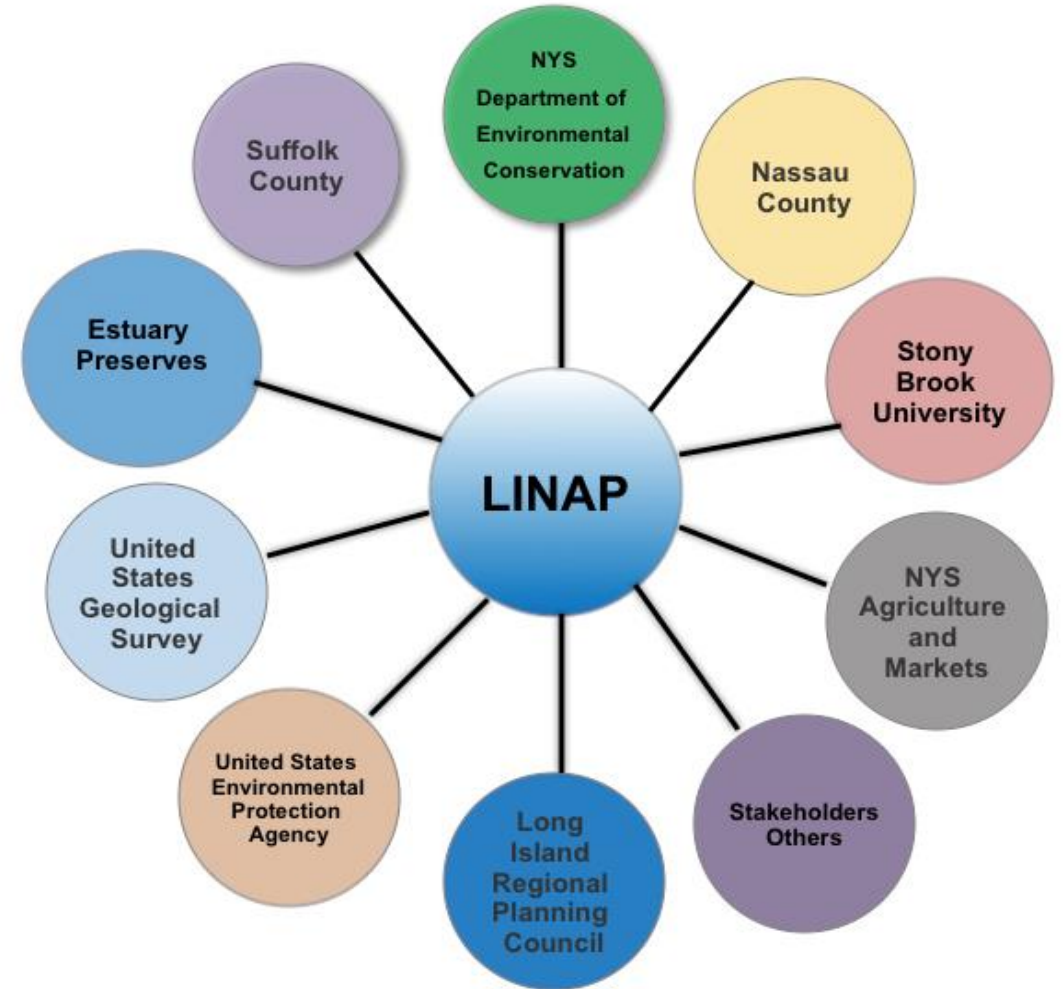 NYS
Department of
Environmental
Conservation
Nassau
County
Stony
Brook
University
NYS
Agriculture
and
Markets
Stakeholders
Others
Long
Island
Regional
Planning
Council
United States
Environmental
Protection
Agency
United
States
Geological
Survey
Estuary
Preserves
Suffolk
County
LINAP